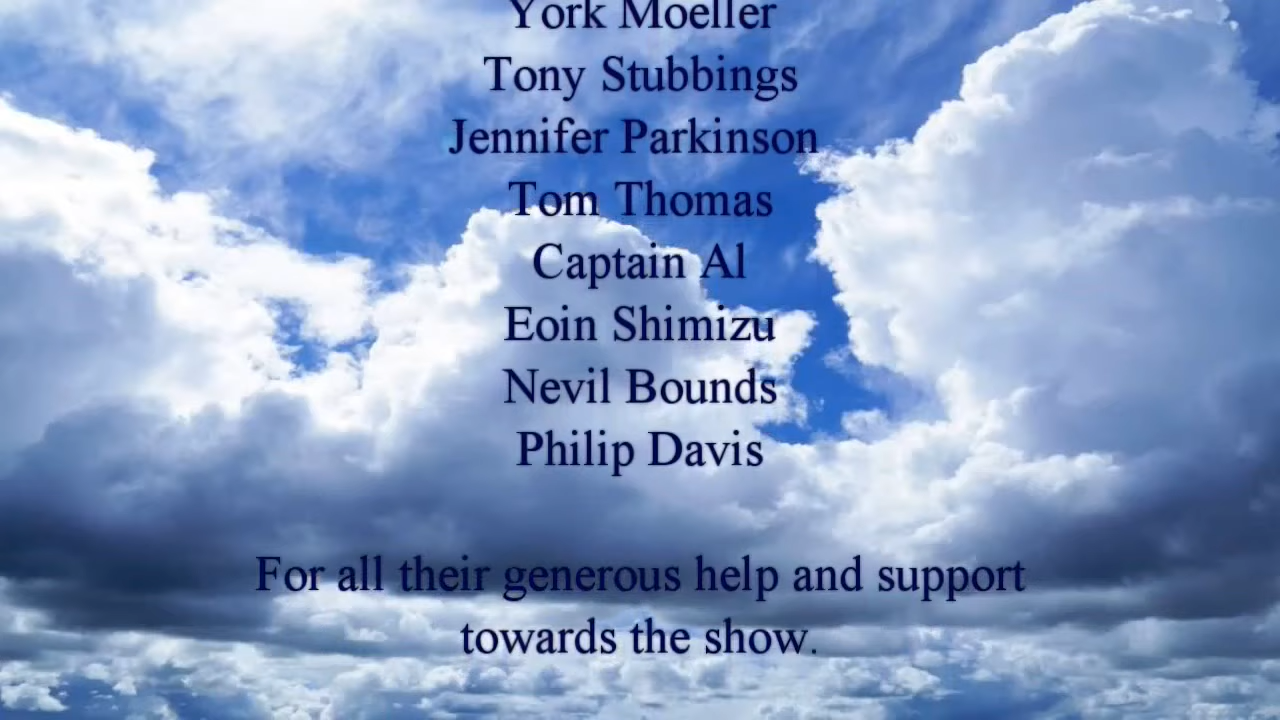 York Moeller
Tony Stubbings
Jennifer Parkinson
Tom Thomas
Captain Al
Eoin Shimizu
Nevil Bounds
Philip Davis
For all their generous help and support
towards the show.